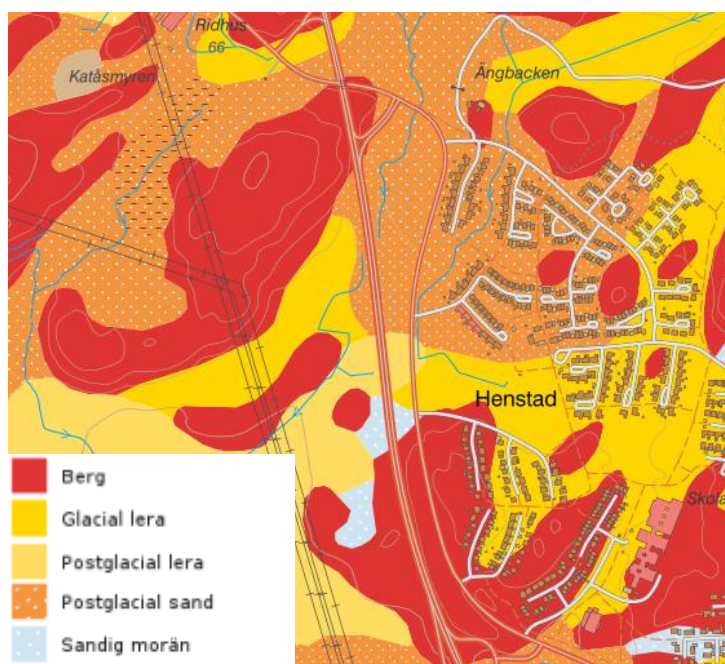 Ridhus
66
Katåsmyren
Ängbacken
Henstad
Skola
Berg
Glacial lera
Postglacial lera
Postglacial sand
Sandig morän